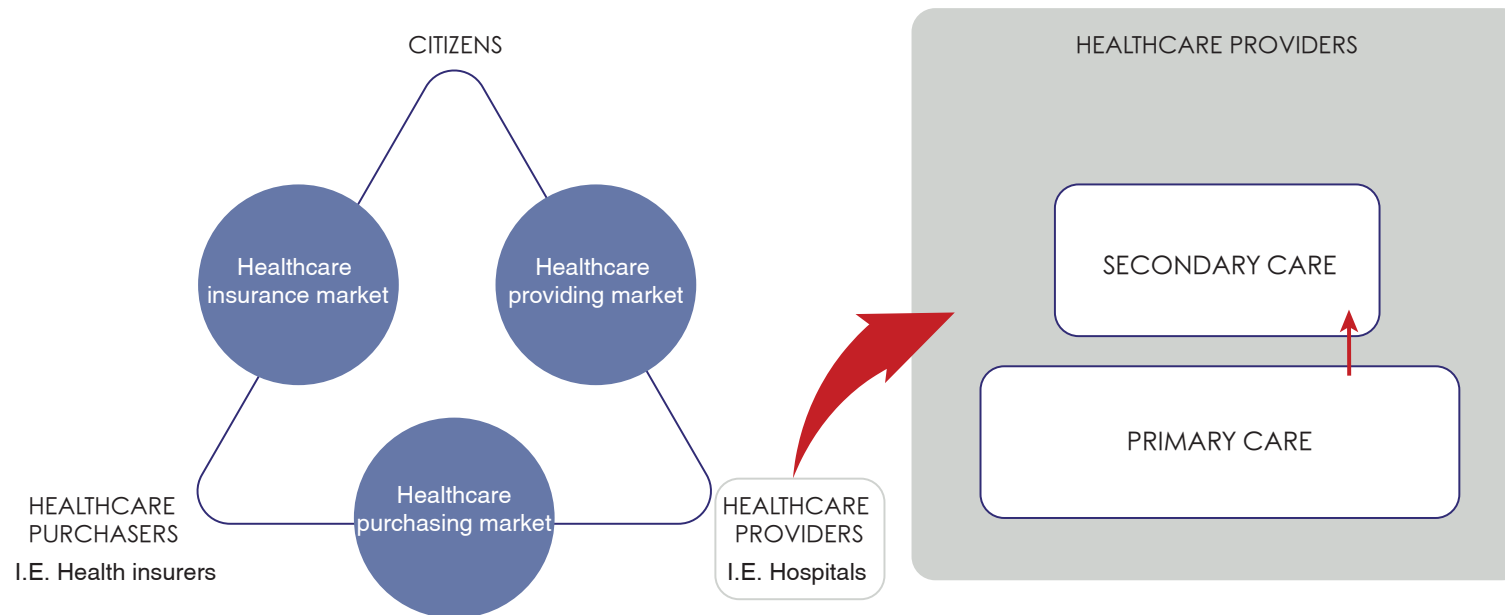 CITIZENS
Healthcare
insurance market
Healthcare
providing market
Healthcare
purchasing market
HEALTHCARE
PURCHASERS
I.E. Health insurers
HEALTHCARE
PROVIDERS
I.E. Hospitals
HEALTHCARE PROVIDERS
SECONDARY CARE
PRIMARY CARE